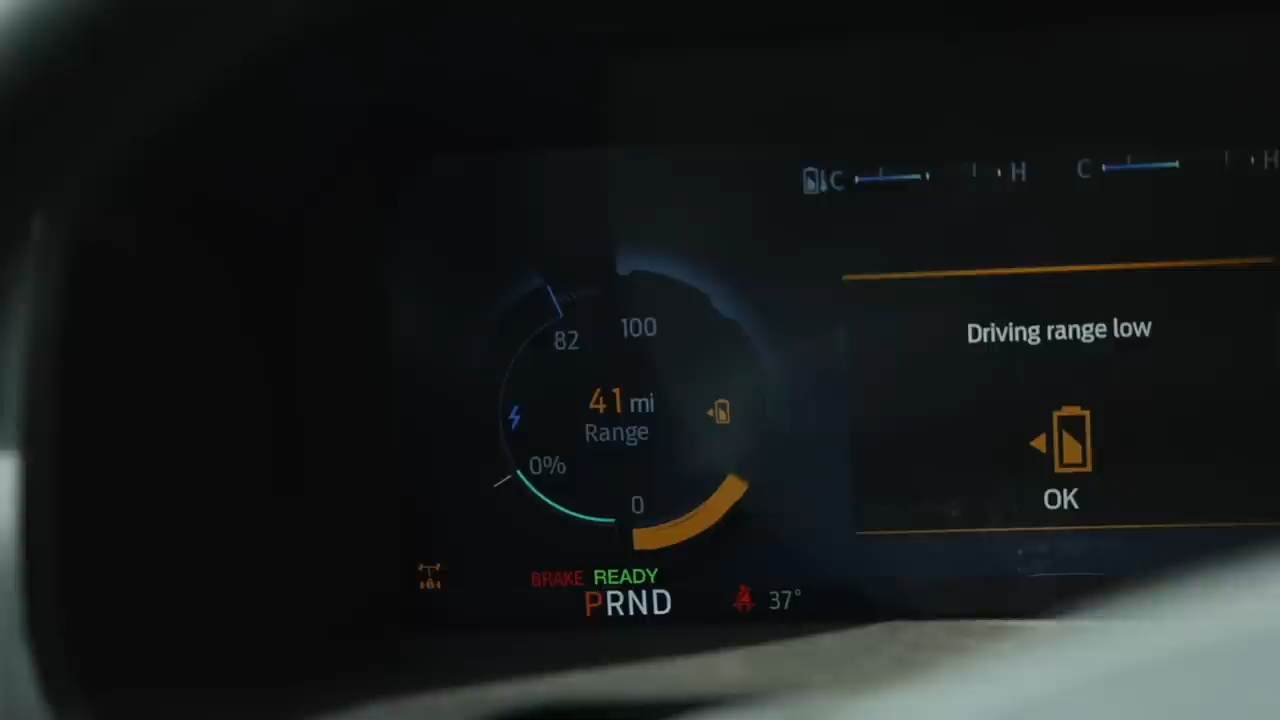 C H C H
82 100
Driving range low
41 mi
Range
0%
0
OK
BRAKE READY
PRND
37°